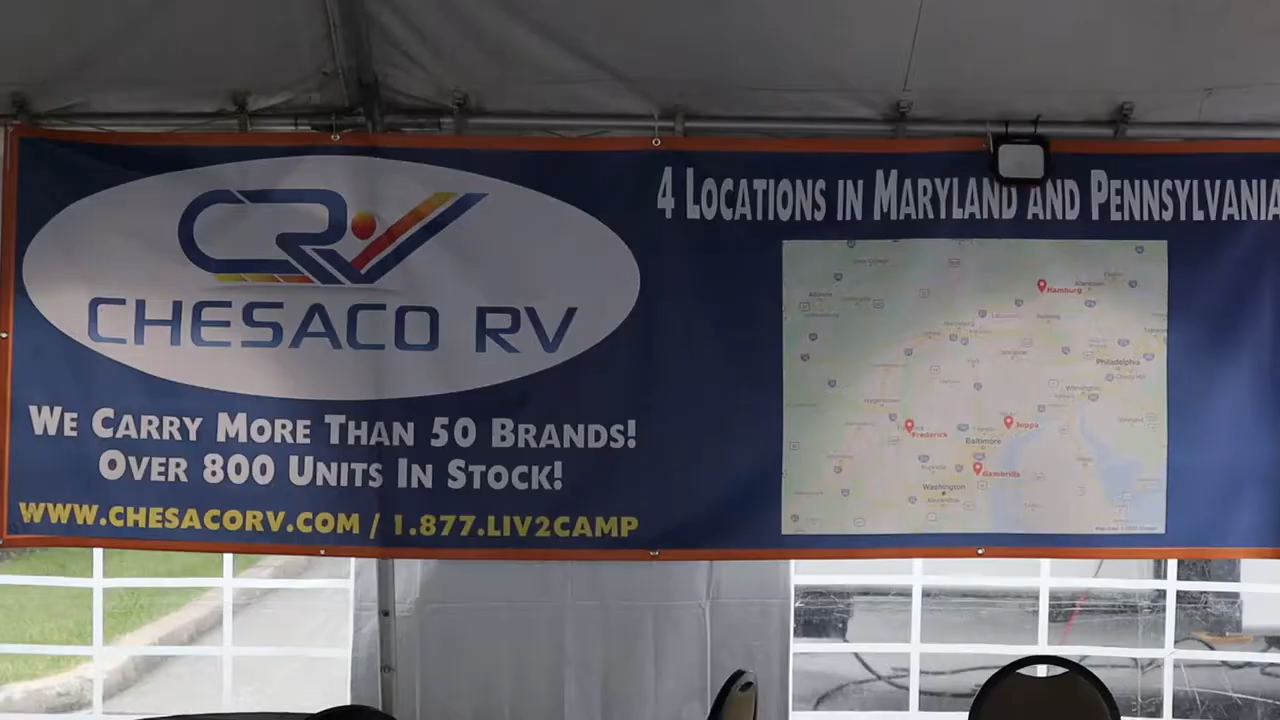 CRV
CHESACO RV
WE CARRY MORE THAN 50 BRANDS!
OVER 800 UNITS IN STOCK!
WWW.CHESACORV.COM / 1.877.LIV2CAMP
4 LOCATIONS IN MARYLAND AND PENNSYLVANIA
Hamburg
Philadelphia
Wilmington
Frederick
Joppa
Baltimore
Gambrills
Washington